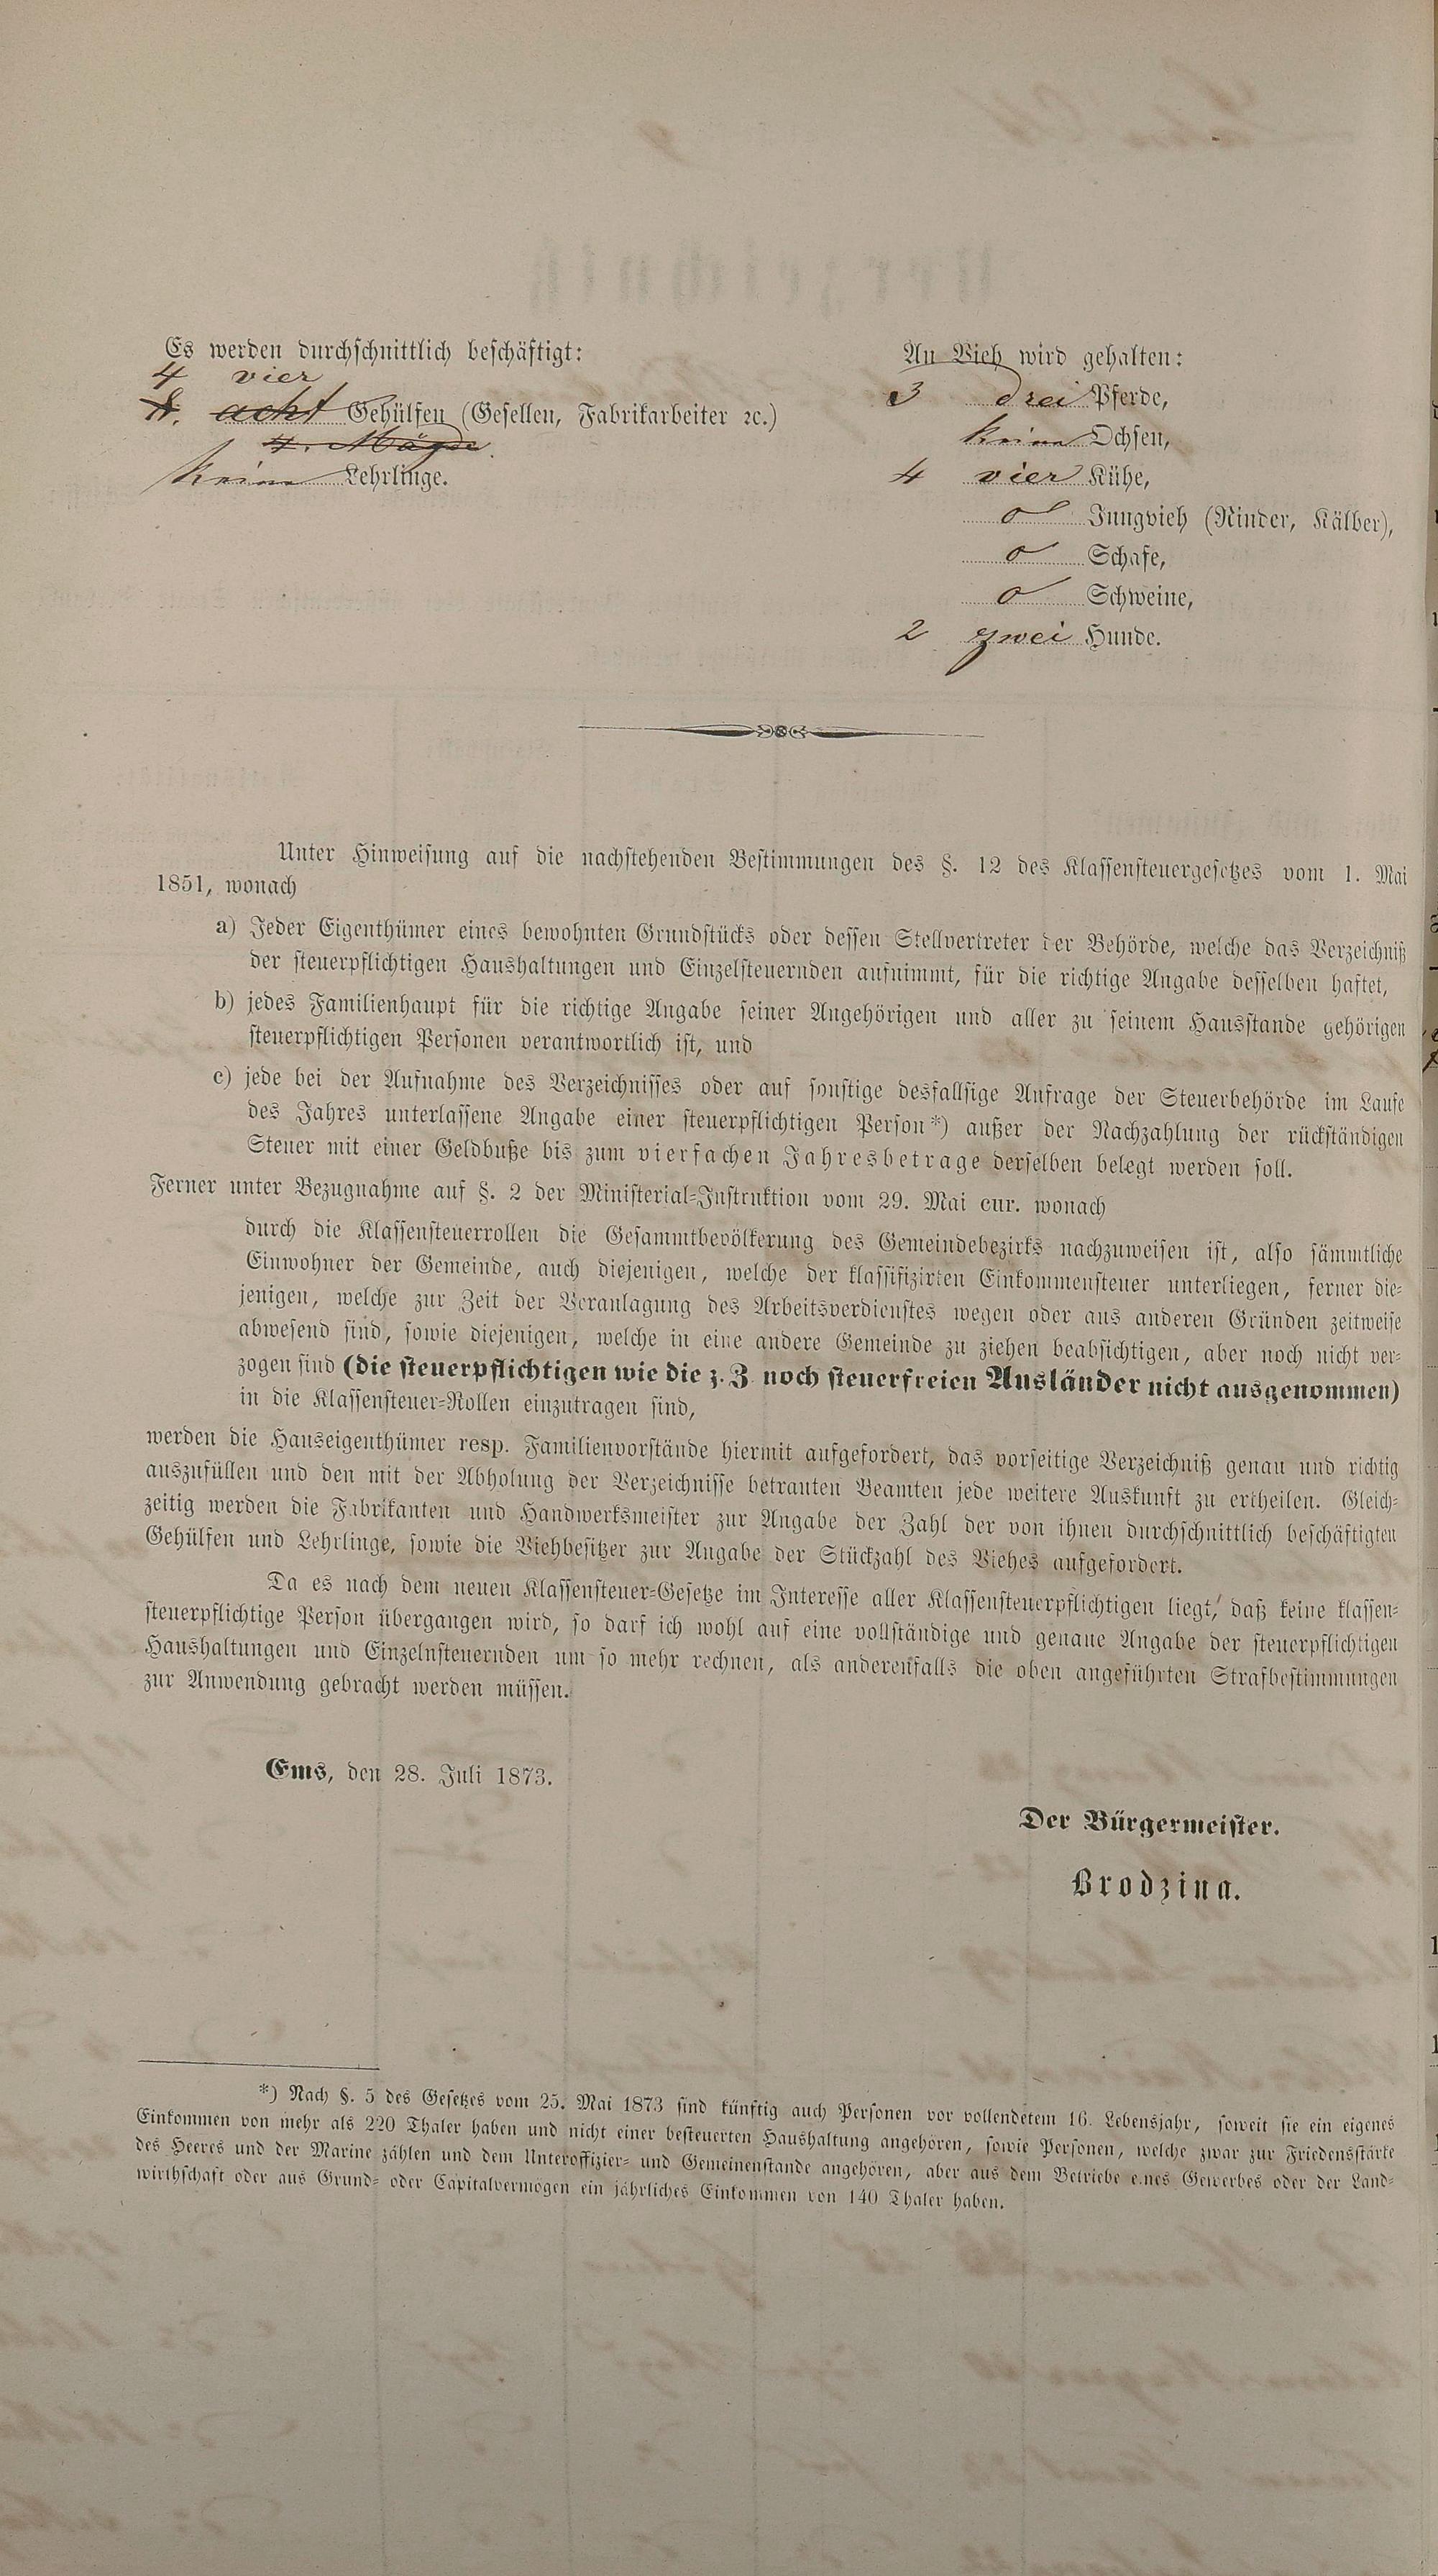 Es werden durchschnittlich beschäftigt:
4 vier
8. acht Gehülfen (Gesellen, Fabrikarbeiter ꝛc.)
4. Mägde.
keine Lehrlinge.
An Vieh wird gehalten:
3 drei Pferde,
keine Ochsen,
4 vier Kühe,
0 Jungvieh (Rinder, Kälber),
0 Schafe,
0 Schweine,
2 zwei Hunde.
Unter Hinweisung auf die nachstehenden Bestimmungen des §. 12 des Klassensteuergesetzes vom 1. Mai
1851, wonach
a) Jeder Eigenthümer eines bewohnten Grundstücks oder dessen Stellvertreter der Behörde, welche das Verzeichniß
der steuerpflichtigen Haushaltungen und Einzelsteuernden aufnimmt, für die richtige Angabe desselben haftet,
b) jedes Familienhaupt für die richtige Angabe seiner Angehörigen und aller zu seinem Hausstande gehörigen
steuerpflichtigen Personen verantwortlich ist, und
c) jede bei der Aufnahme des Verzeichnisses oder auf sonstige desfallsige Anfrage der Steuerbehörde im Laufe
des Jahres unterlassene Angabe einer steuerpflichtigen Person*) außer der Nachzahlung der rückständigen
Steuer mit einer Geldbuße bis zum vierfachen Jahresbetrage derselben belegt werden soll.
Ferner unter Bezugnahme auf §. 2 der Ministerial-Instruktion vom 29. Mai cur. wonach
durch die Klassensteuerrollen die Gesammtbevölkerung des Gemeindebezirks nachzuweisen ist, also sämmtliche
Einwohner der Gemeinde, auch diejenigen, welche der klassifizirten Einkommensteuer unterliegen, ferner die-
jenigen, welche zur Zeit der Veranlagung des Arbeitsverdienstes wegen oder aus anderen Gründen zeitweise
abwesend sind, sowie diejenigen, welche in eine andere Gemeinde zu ziehen beabsichtigen, aber noch nicht ver-
zogen sind (die steuerpflichtigen wie die z. Z. noch steuerfreien Ausländer nicht ausgenommen)
in die Klassensteuer-Rollen einzutragen sind,
werden die Hauseigenthümer resp. Familienvorstände hiermit aufgefordert, das vorseitige Verzeichniß genau und richtig
auszufüllen und den mit der Abholung der Verzeichnisse betrauten Beamten jede weitere Auskunft zu ertheilen. Gleich-
zeitig werden die Fabrikanten und Handwerksmeister zur Angabe der Zahl der von ihnen durchschnittlich beschäftigten
Gehülfen und Lehrlinge, sowie die Viehbesitzer zur Angabe der Stückzahl des Viehes aufgefordert.
Da es nach dem neuen Klassensteuer-Gesetze im Interesse aller Klassensteuerpflichtigen liegt, daß keine klassen-
steuerpflichtige Person übergangen wird, so darf ich wohl auf eine vollständige und genaue Angabe der steuerpflichtigen
Haushaltungen und Einzelnsteuernden um so mehr rechnen, als anderenfalls die oben angeführten Strafbestimmungen
zur Anwendung gebracht werden müssen.
Ems, den 28. Juli 1873.
Der Bürgermeister.
Brodzina.
*) Nach §. 5 des Gesetzes vom 25. Mai 1873 sind künftig auch Personen vor vollendetem 16. Lebensjahr, soweit sie ein eigenes
Einkommen von mehr als 220 Thaler haben und nicht einer besteuerten Haushaltung angehören, sowie Personen, welche zwar zur Friedensstärke
des Heeres und der Marine zählen und dem Unteroffizier- und Gemeinenstande angehören, aber aus dem Betriebe eines Gewerbes oder der Land-
wirthschaft oder aus Grund- oder Capitalvermögen ein jährliches Einkommen von 140 Thaler haben.